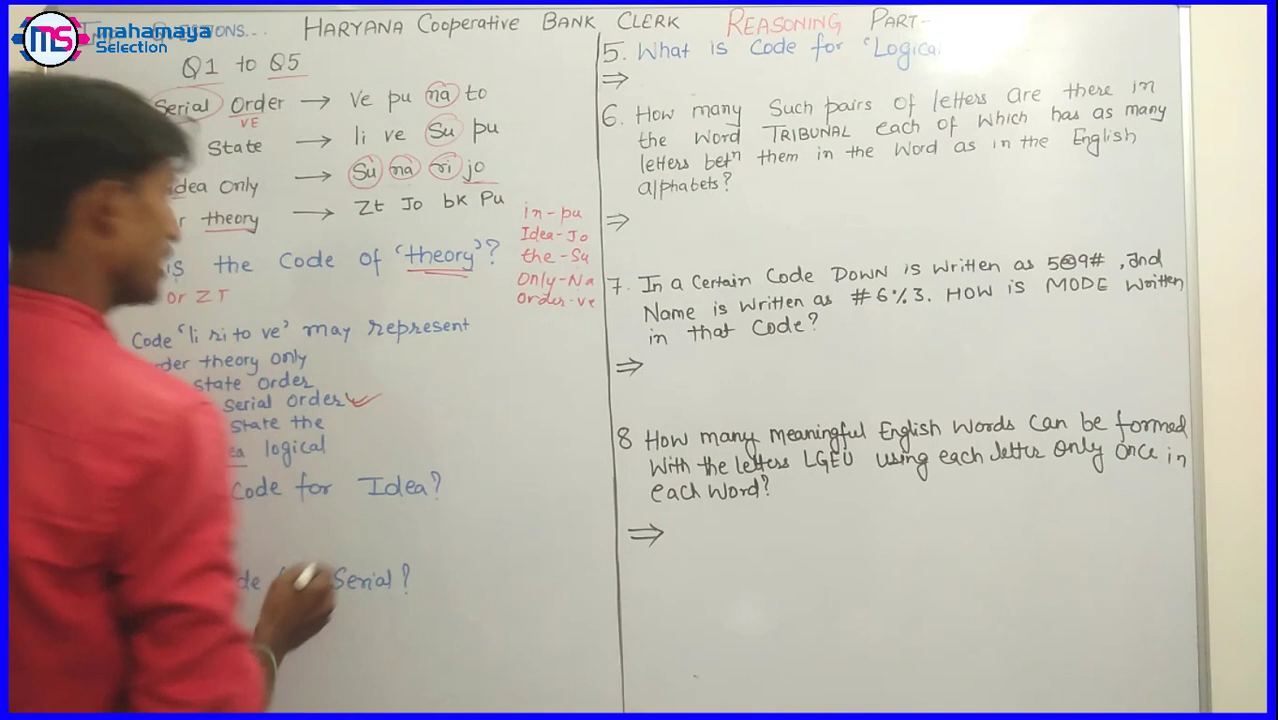 mahamaya
Selection
MS
HARYANA Cooperative BANK CLERK REASONING PART-
Q1 to Q5
Serial Order → ve pu na to
VE
State → li ve Su pu
Idea Only → Su na ri jo
theory → Zt Jo bk Pu
in - pu
Idea - Jo
the - Su
Only - Na
Order - ve
is the Code of 'theory'?
or ZT
Code 'li ri to ve' may represent
theory only
state order
serial order
state the
logical
Code for Idea?
Serial?
5. What is Code for 'Logical
⇒
6. How many Such pairs of letters are there in
the word TRIBUNAL each of which has as many
letters betn them in the word as in the English
alphabets?
⇒
7. In a Certain Code DOWN is written as 5@9#, and
Name is written as #6%3. HOW is MODE written
in that Code?
⇒
8 How many meaningful English words can be formed
with the letters LGEU using each letter only once in
each word?
⇒